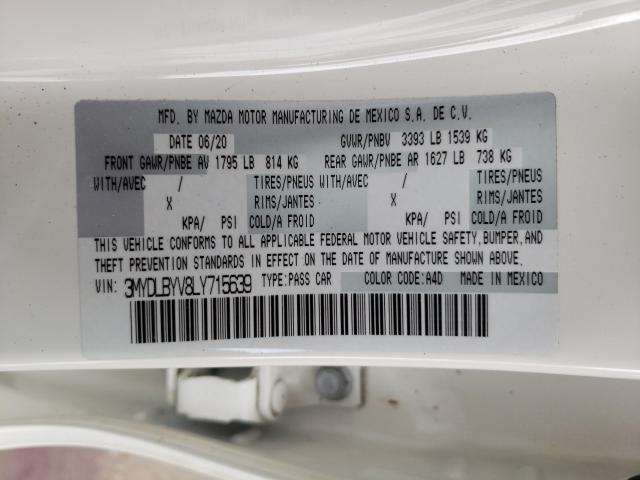 MFD. BY MAZDA MOTOR MANUFACTURING DE MEXICO S.A. DE C.V.
DATE 06/20 GVWR/PNBV 3393 LB 1539 KG
FRONT GAWR/PNBE AV 1795 LB 814 KG REAR GAWR/PNBE AR 1627 LB 738 KG
WITH/AVEC / TIRES/PNEUS WITH/AVEC / TIRES/PNEUS
X RIMS/JANTES X RIMS/JANTES
KPA/ PSI COLD/A FROID KPA/ PSI COLD/A FROID
THIS VEHICLE CONFORMS TO ALL APPLICABLE FEDERAL MOTOR VEHICLE SAFETY, BUMPER, AND
THEFT PREVENTION STANDARDS IN EFFECT ON THE DATE OF MANUFACTURE SHOWN ABOVE.
VIN: 3MYDLBYV8LY715639 TYPE:PASS CAR COLOR CODE:A4D MADE IN MEXICO